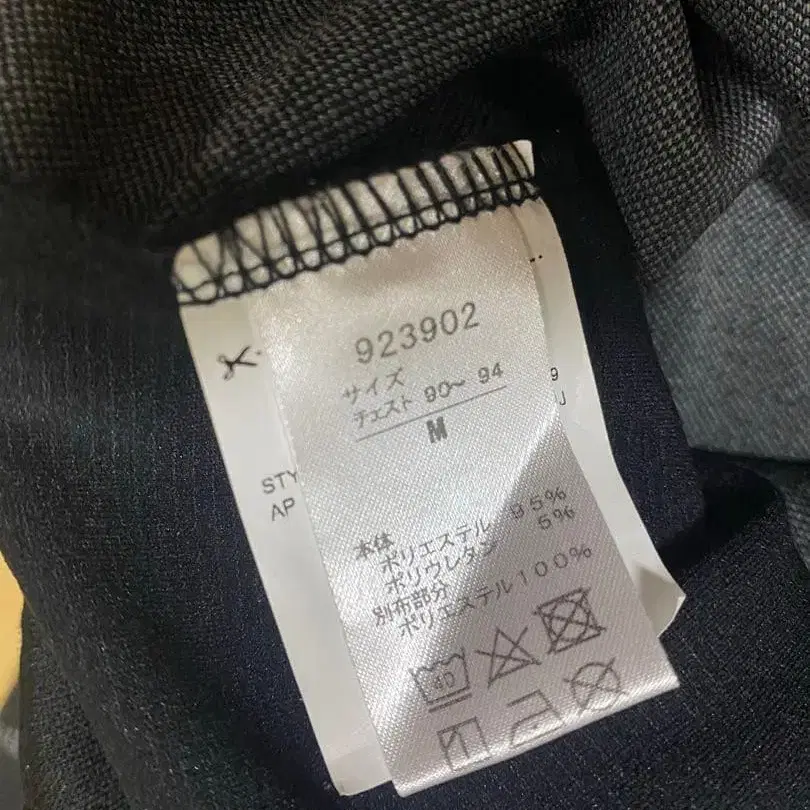 923902
サイズ
チェスト 90〜 94
M
9
J
STY
AP
本体
ポリエステル 95%
ポリウレタン 5%
別布部分
ポリエステル100%
40